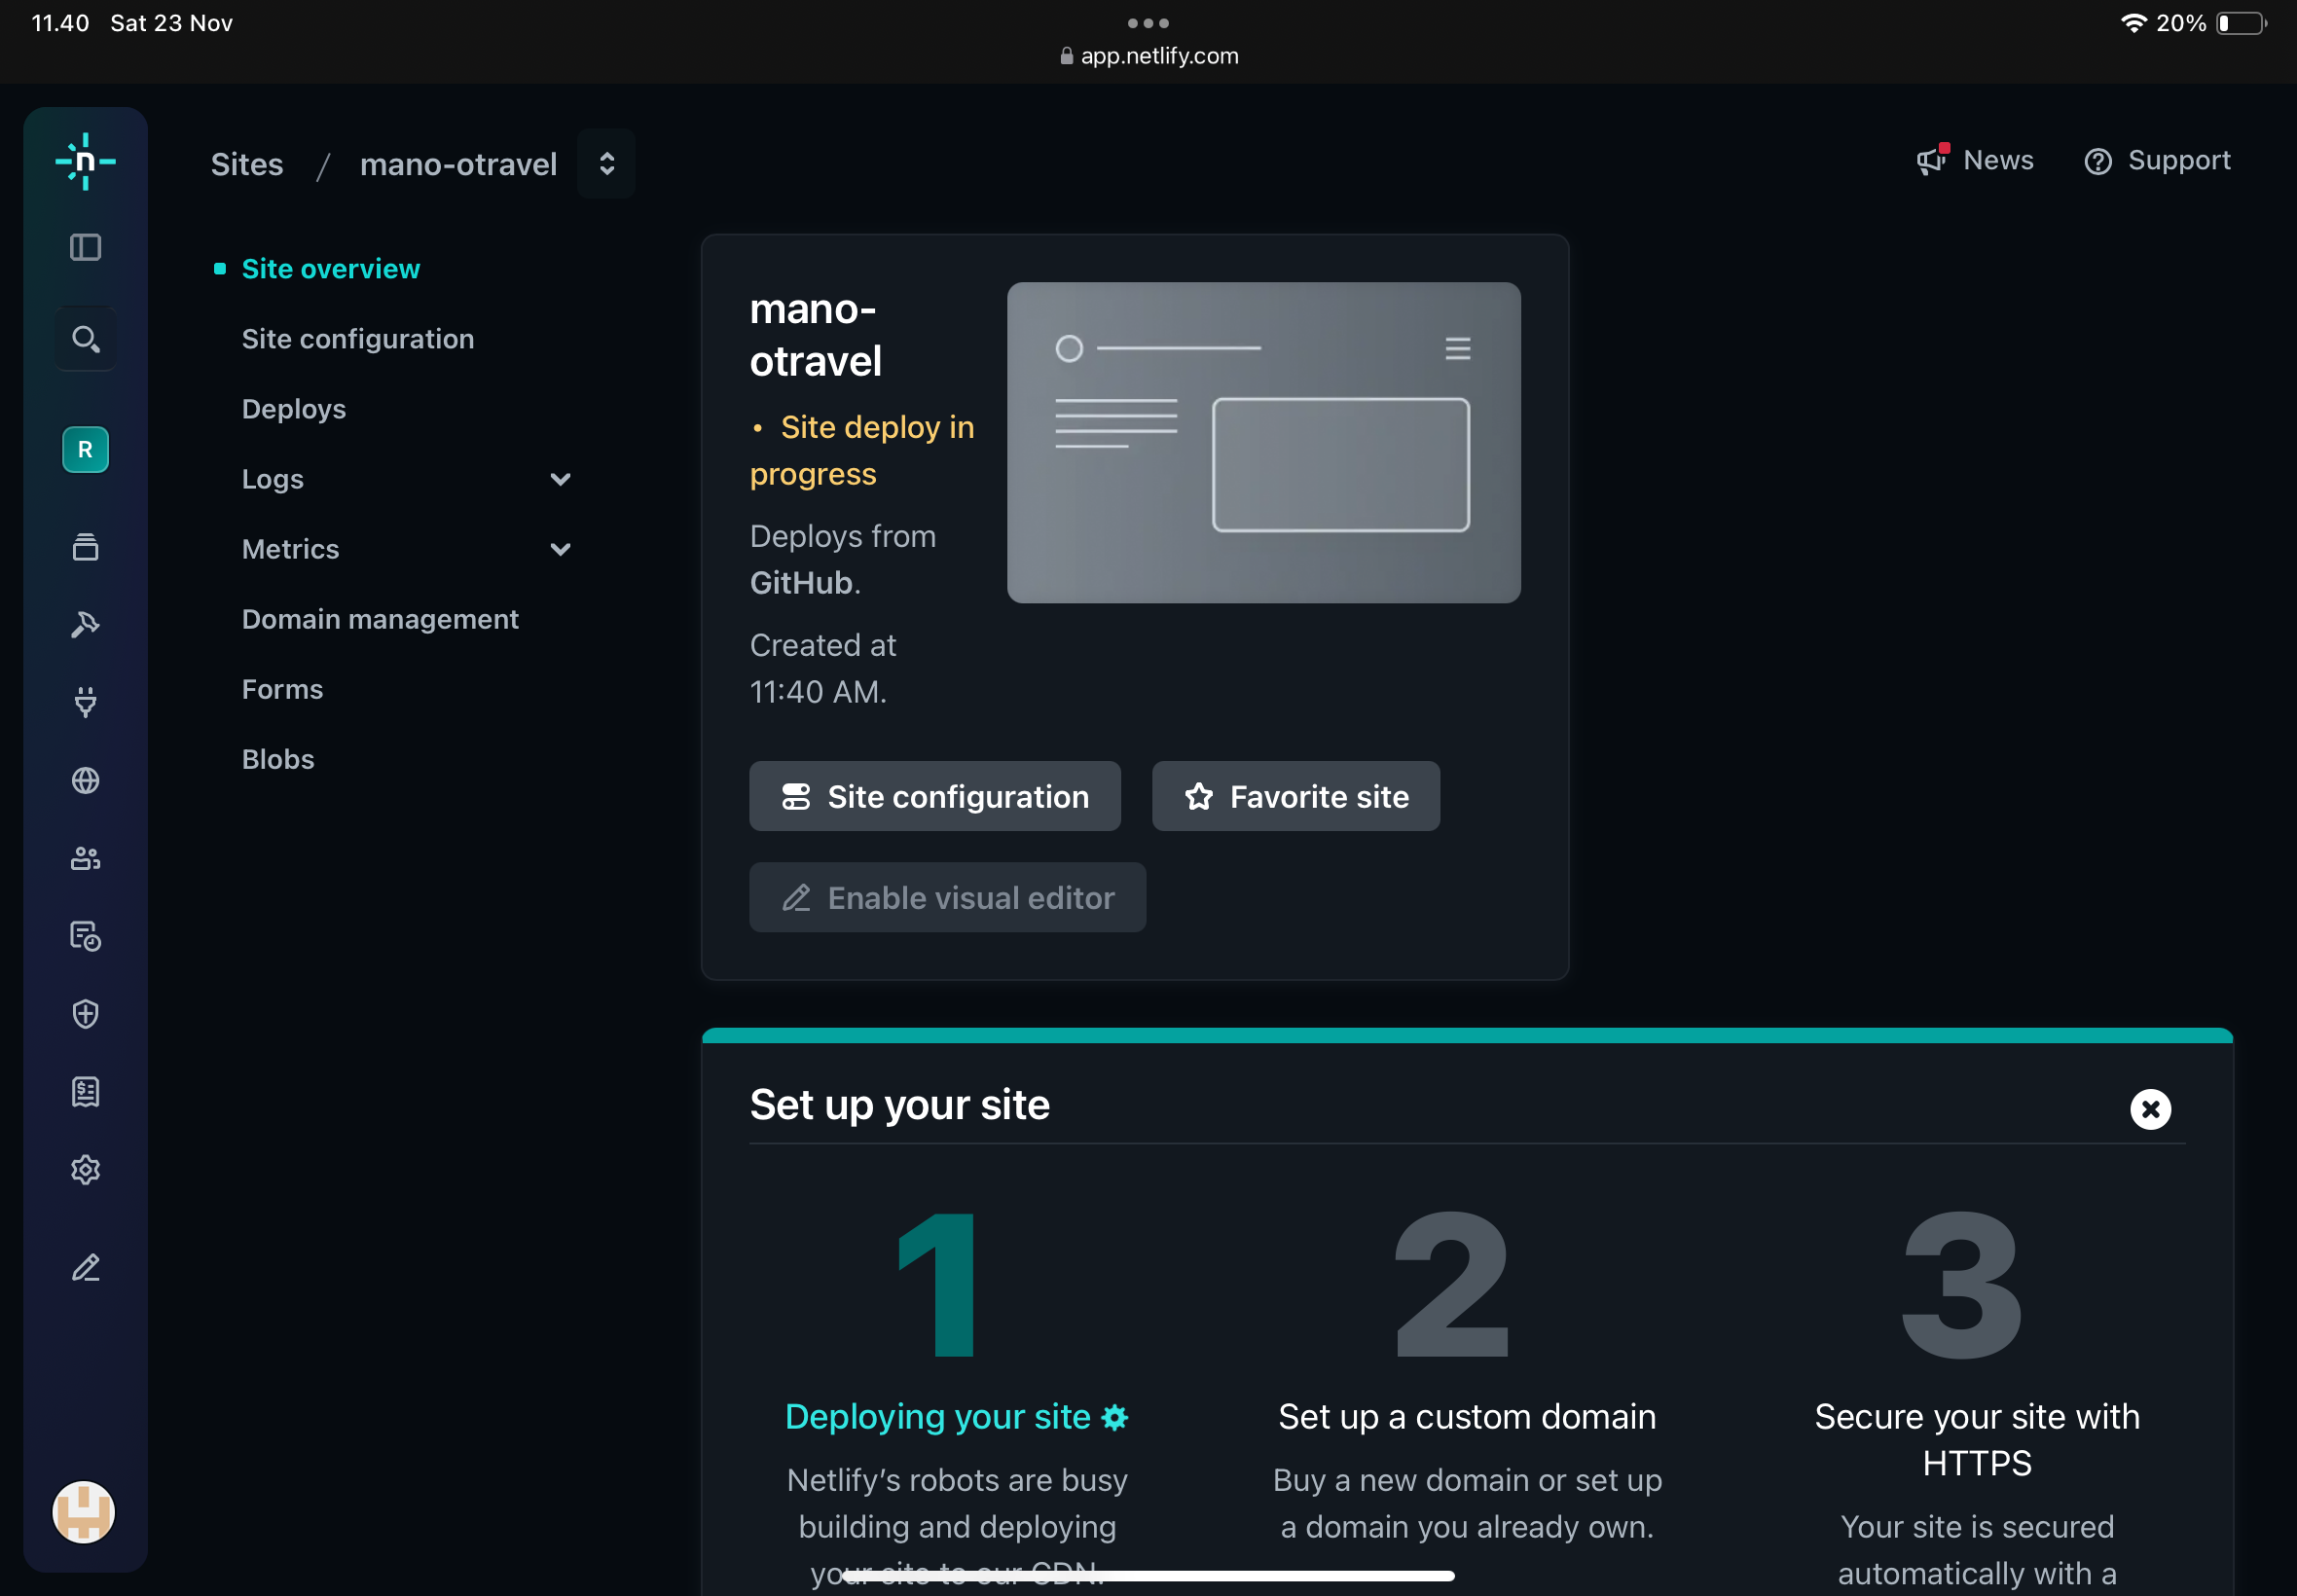 11.40 Sat 23 Nov
20%
app.netlify.com
n
Sites / mano-otravel
News
Support
Site overview
Site configuration
Deploys
R
Logs
Metrics
Domain management
Forms
Blobs
mano-
otravel
• Site deploy in
progress
Deploys from
GitHub.
Created at
11:40 AM.
Site configuration
Favorite site
Enable visual editor
Set up your site
1
Deploying your site
Netlify’s robots are busy
building and deploying
your site to our CDN.
2
Set up a custom domain
Buy a new domain or set up
a domain you already own.
3
Secure your site with
HTTPS
Your site is secured
automatically with a